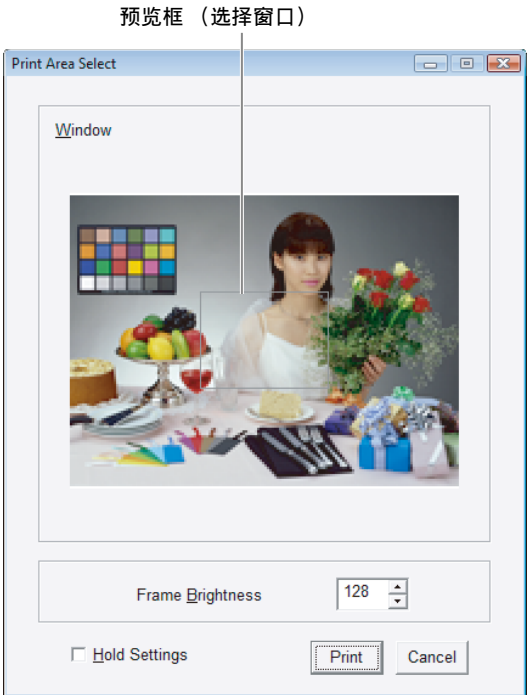 预览框 （选择窗口）
Print Area Select
Window
Frame Brightness
128
Hold Settings
Print
Cancel